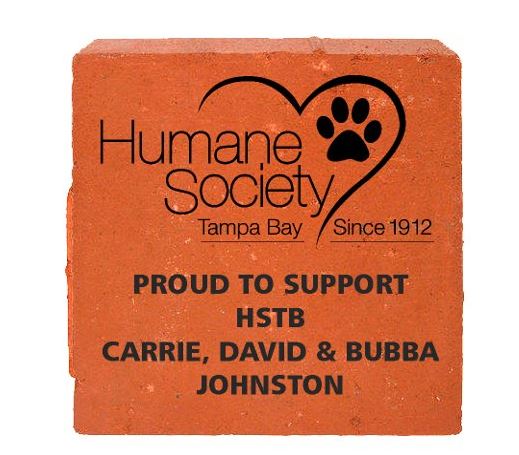 Humane
Society
Tampa Bay Since 1912
PROUD TO SUPPORT
HSTB
CARRIE, DAVID & BUBBA
JOHNSTON